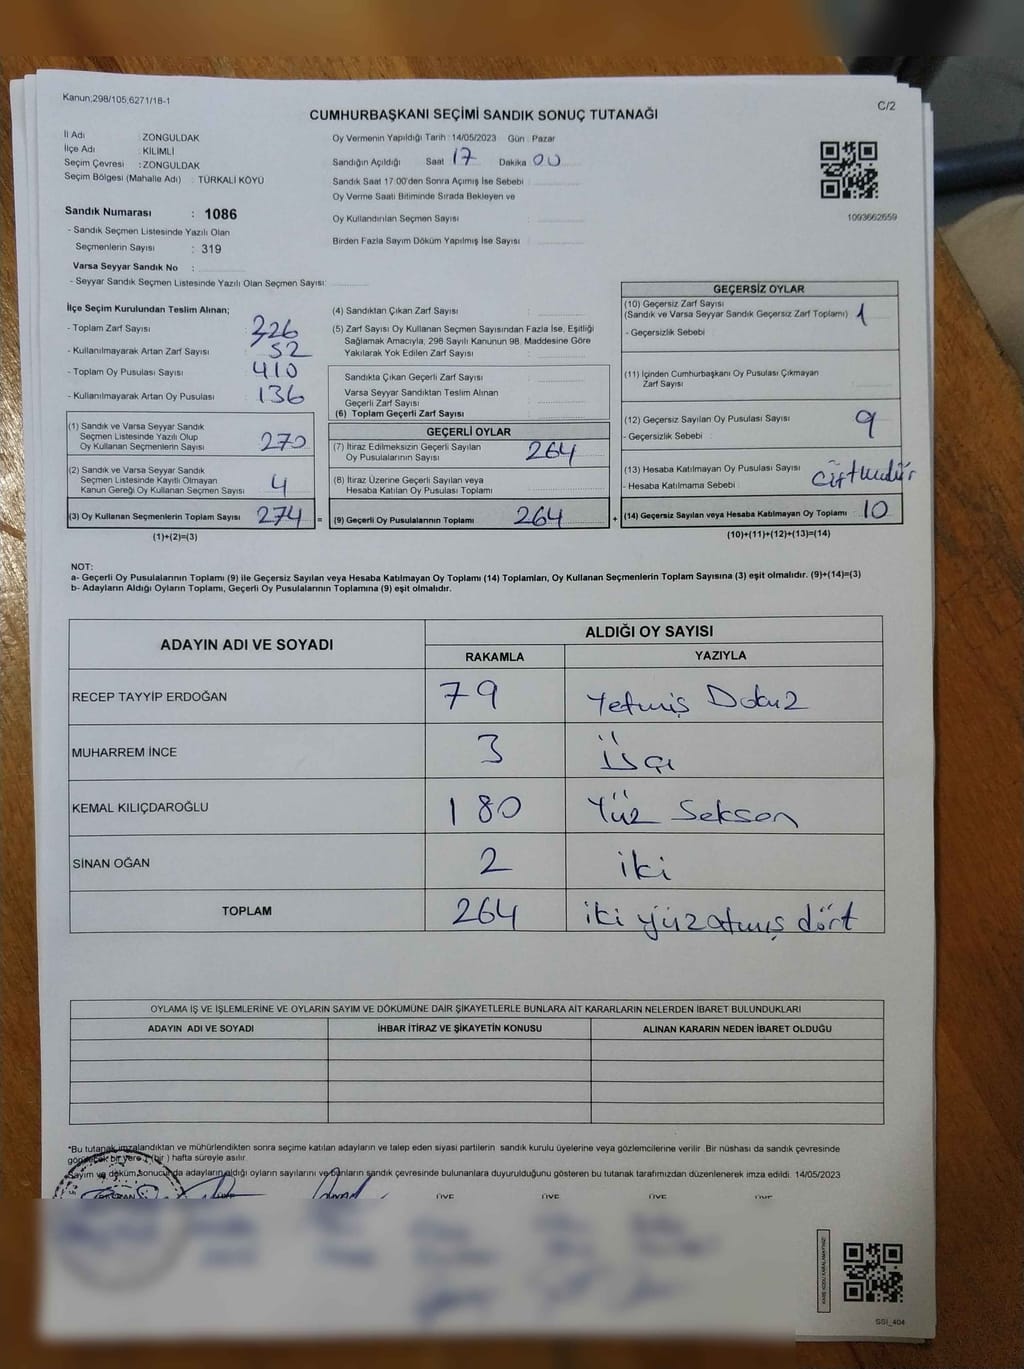 Kanun;298/105,6271/18-1
C/2
CUMHURBAŞKANI SEÇİMİ SANDIK SONUÇ TUTANAĞI
İl Adı : ZONGULDAK
İlçe Adı : KİLİMLİ
Seçim Çevresi : ZONGULDAK
Seçim Bölgesi (Mahalle Adı) : TÜRKALİ KÖYÜ
Sandık Numarası : 1086
- Sandık Seçmen Listesinde Yazılı Olan
Seçmenlerin Sayısı : 319
Varsa Seyyar Sandık No :
- Seyyar Sandık Seçmen Listesinde Yazılı Olan Seçmen Sayısı:
Oy Vermenin Yapıldığı Tarih : 14/05/2023 Gün : Pazar
Sandığın Açıldığı Saat 17 Dakika 00
Sandık Saat 17:00'den Sonra Açımış İse Sebebi :
Oy Verme Saati Bitiminde Sırada Bekleyen ve
Oy Kullandırılan Seçmen Sayısı :
Birden Fazla Sayım Döküm Yapılmış İse Sayısı :
1093662659
İlçe Seçim Kurulundan Teslim Alınan;
- Toplam Zarf Sayısı : 326
- Kullanılmayarak Artan Zarf Sayısı : 52
- Toplam Oy Pusulası Sayısı : 410
- Kullanılmayarak Artan Oy Pusulası : 136
(1) Sandık ve Varsa Seyyar Sandık
Seçmen Listesinde Yazılı Olup
Oy Kullanan Seçmenlerin Sayısı : 270
(2) Sandık ve Varsa Seyyar Sandık
Seçmen Listesinde Kayıtlı Olmayan
Kanun Gereği Oy Kullanan Seçmen Sayısı : 4
(3) Oy Kullanan Seçmenlerin Toplam Sayısı : 274 =
(1)+(2)=(3)
(4) Sandıktan Çıkan Zarf Sayısı :
(5) Zarf Sayısı Oy Kullanan Seçmen Sayısından Fazla İse, Eşitliği
Sağlamak Amacıyla, 298 Sayılı Kanunun 98. Maddesine Göre
Yakılarak Yok Edilen Zarf Sayısı :
Sandıkta Çıkan Geçerli Zarf Sayısı :
Varsa Seyyar Sandıktan Teslim Alınan
Geçerli Zarf Sayısı :
(6) Toplam Geçerli Zarf Sayısı :
GEÇERLİ OYLAR
(7) İtiraz Edilmeksizin Geçerli Sayılan
Oy Pusulalarının Sayısı : 264
(8) İtiraz Üzerine Geçerli Sayılan veya
Hesaba Katılan Oy Pusulası Toplamı :
(9) Geçerli Oy Pusulalarının Toplamı : 264 +
GEÇERSİZ OYLAR
(10) Geçersiz Zarf Sayısı
(Sandık ve Varsa Seyyar Sandık Geçersiz Zarf Toplamı) : 1
- Geçersizlik Sebebi
(11) İçinden Cumhurbaşkanı Oy Pusulası Çıkmayan
Zarf Sayısı :
(12) Geçersiz Sayılan Oy Pusulası Sayısı : 9
- Geçersizlik Sebebi :
(13) Hesaba Katılmayan Oy Pusulası Sayısı :
- Hesaba Katılmama Sebebi :
(14) Geçersiz Sayılan veya Hesaba Katılmayan Oy Toplamı : 10
(10)+(11)+(12)+(13)=(14)
NOT:
a- Geçerli Oy Pusulalarının Toplamı (9) ile Geçersiz Sayılan veya Hesaba Katılmayan Oy Toplamı (14) Toplamları, Oy Kullanan Seçmenlerin Toplam Sayısına (3) eşit olmalıdır. (9)+(14)=(3)
b- Adayların Aldığı Oyların Toplamı, Geçerli Oy Pusulalarının Toplamına (9) eşit olmalıdır.
ADAYIN ADI VE SOYADI
ALDIĞI OY SAYISI
RAKAMLA YAZIYLA
RECEP TAYYİP ERDOĞAN 79 Yetmiş Dokuz
MUHARREM İNCE 3 Üç
KEMAL KILIÇDAROĞLU 180 Yüz Seksen
SİNAN OĞAN 2 iki
TOPLAM 264 iki yüzatmış dört
OYLAMA İŞ VE İŞLEMLERİNE VE OYLARIN SAYIM VE DÖKÜMÜNE DAİR ŞİKAYETLERLE BUNLARA AİT KARARLARIN NELERDEN İBARET BULUNDUKLARI
ADAYIN ADI VE SOYADI İHBAR İTİRAZ VE ŞİKAYETİN KONUSU ALINAN KARARIN NEDEN İBARET OLDUĞU
*Bu tutanak imzalandıktan ve mühürlendikten sonra seçime katılan adayların ve talep eden siyasi partilerin sandık kurulu üyelerine veya gözlemcilerine verilir. Bir nüshası da sandık çevresinde
görülecek bir yere 1 (bir ) hafta süreyle asılır.
Sayım ve döküm sonucunda adayların aldığı oyların sayılarını ve bunların sandık çevresinde bulunanlara duyurulduğunu gösteren bu tutanak tarafımızdan düzenlenerek imza edildi. 14/05/2023
ÜYE ÜYE ÜYE ÜYE
SSİ_404